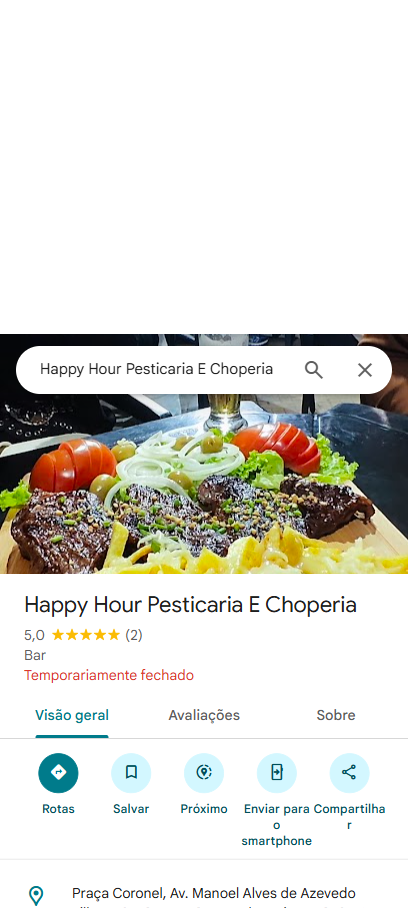 Happy Hour Pesticaria E Choperia
Happy Hour Pesticaria E Choperia
5,0 (2)
Bar
Temporariamente fechado
Visão geral Avaliações Sobre
Rotas Salvar Próximo Enviar para o smartphone Compartilhar
Praça Coronel, Av. Manoel Alves de Azevedo